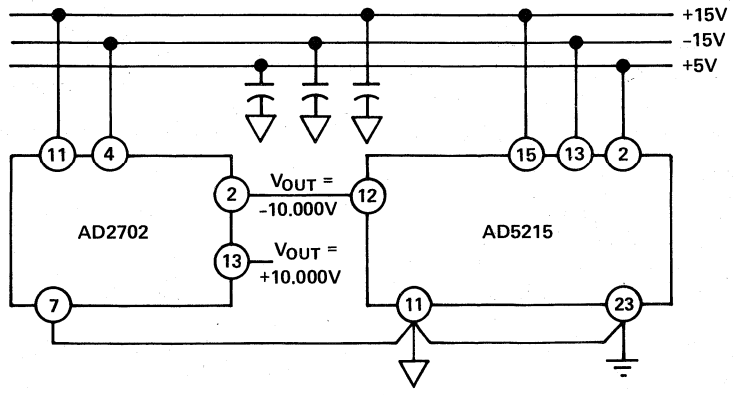 +15V
-15V
+5V
11
4
15
13
2
2
VOUT =
-10.000V
12
AD2702
AD5215
13
VOUT =
+10.000V
7
11
23